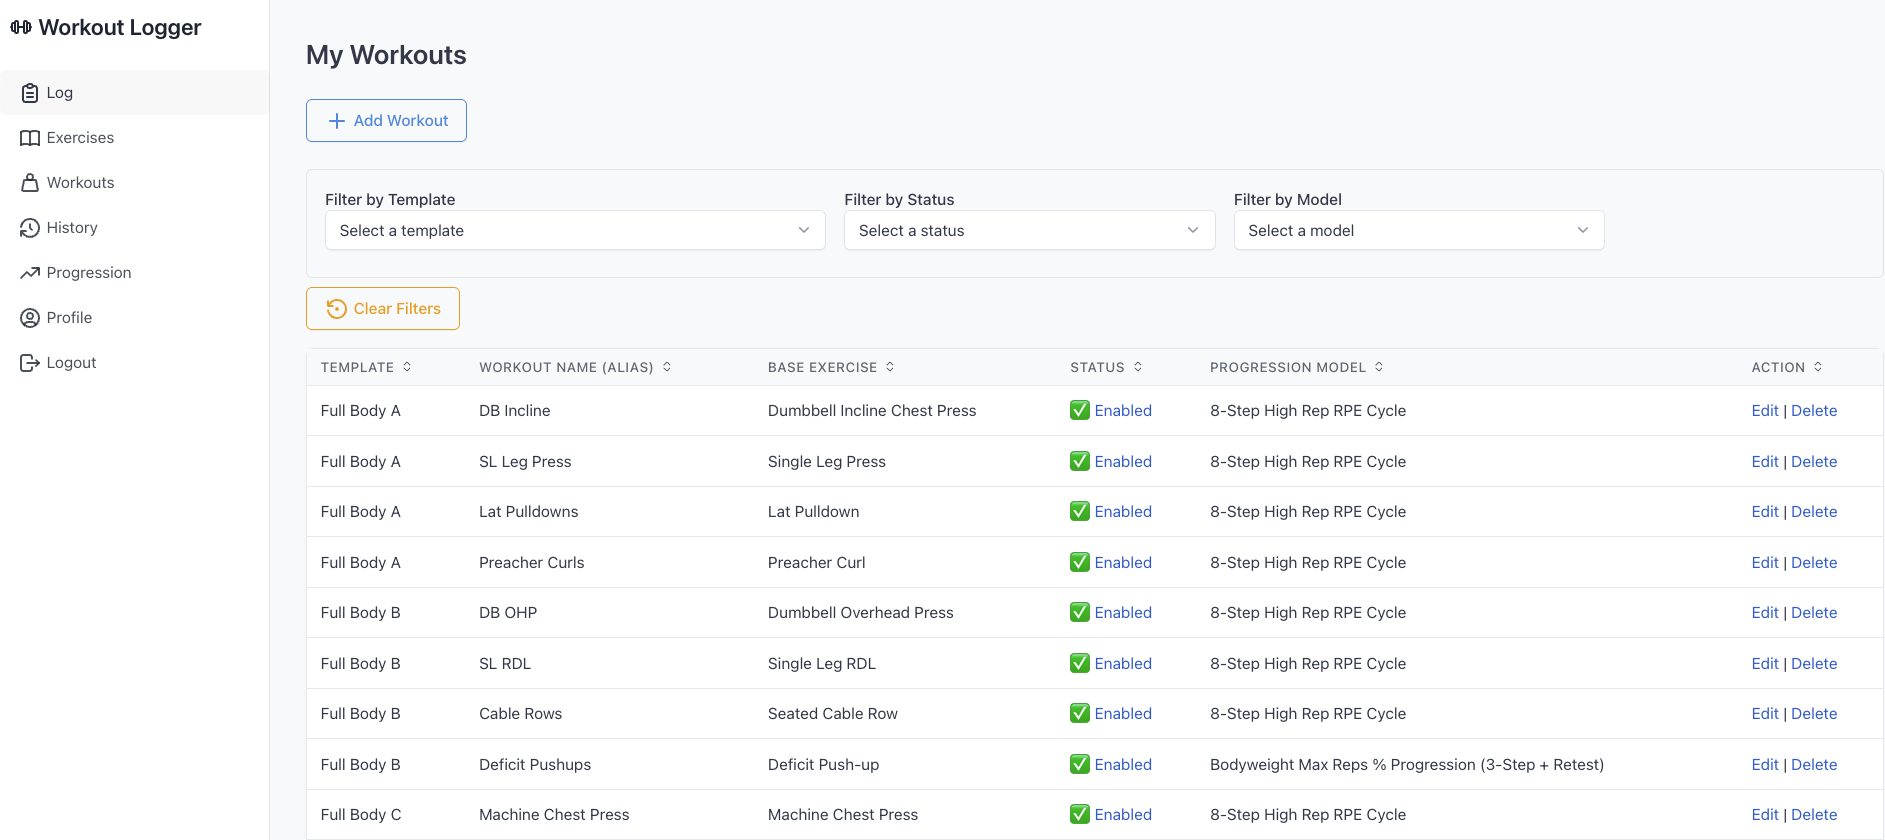 Workout Logger
Log
Exercises
Workouts
History
Progression
Profile
Logout
My Workouts
Add Workout
Filter by Template Filter by Status Filter by Model
Select a template Select a status Select a model
Clear Filters
TEMPLATE WORKOUT NAME (ALIAS) BASE EXERCISE STATUS PROGRESSION MODEL ACTION
Full Body A DB Incline Dumbbell Incline Chest Press Enabled 8-Step High Rep RPE Cycle Edit | Delete
Full Body A SL Leg Press Single Leg Press Enabled 8-Step High Rep RPE Cycle Edit | Delete
Full Body A Lat Pulldowns Lat Pulldown Enabled 8-Step High Rep RPE Cycle Edit | Delete
Full Body A Preacher Curls Preacher Curl Enabled 8-Step High Rep RPE Cycle Edit | Delete
Full Body B DB OHP Dumbbell Overhead Press Enabled 8-Step High Rep RPE Cycle Edit | Delete
Full Body B SL RDL Single Leg RDL Enabled 8-Step High Rep RPE Cycle Edit | Delete
Full Body B Cable Rows Seated Cable Row Enabled 8-Step High Rep RPE Cycle Edit | Delete
Full Body B Deficit Pushups Deficit Push-up Enabled Bodyweight Max Reps % Progression (3-Step + Retest) Edit | Delete
Full Body C Machine Chest Press Machine Chest Press Enabled 8-Step High Rep RPE Cycle Edit | Delete